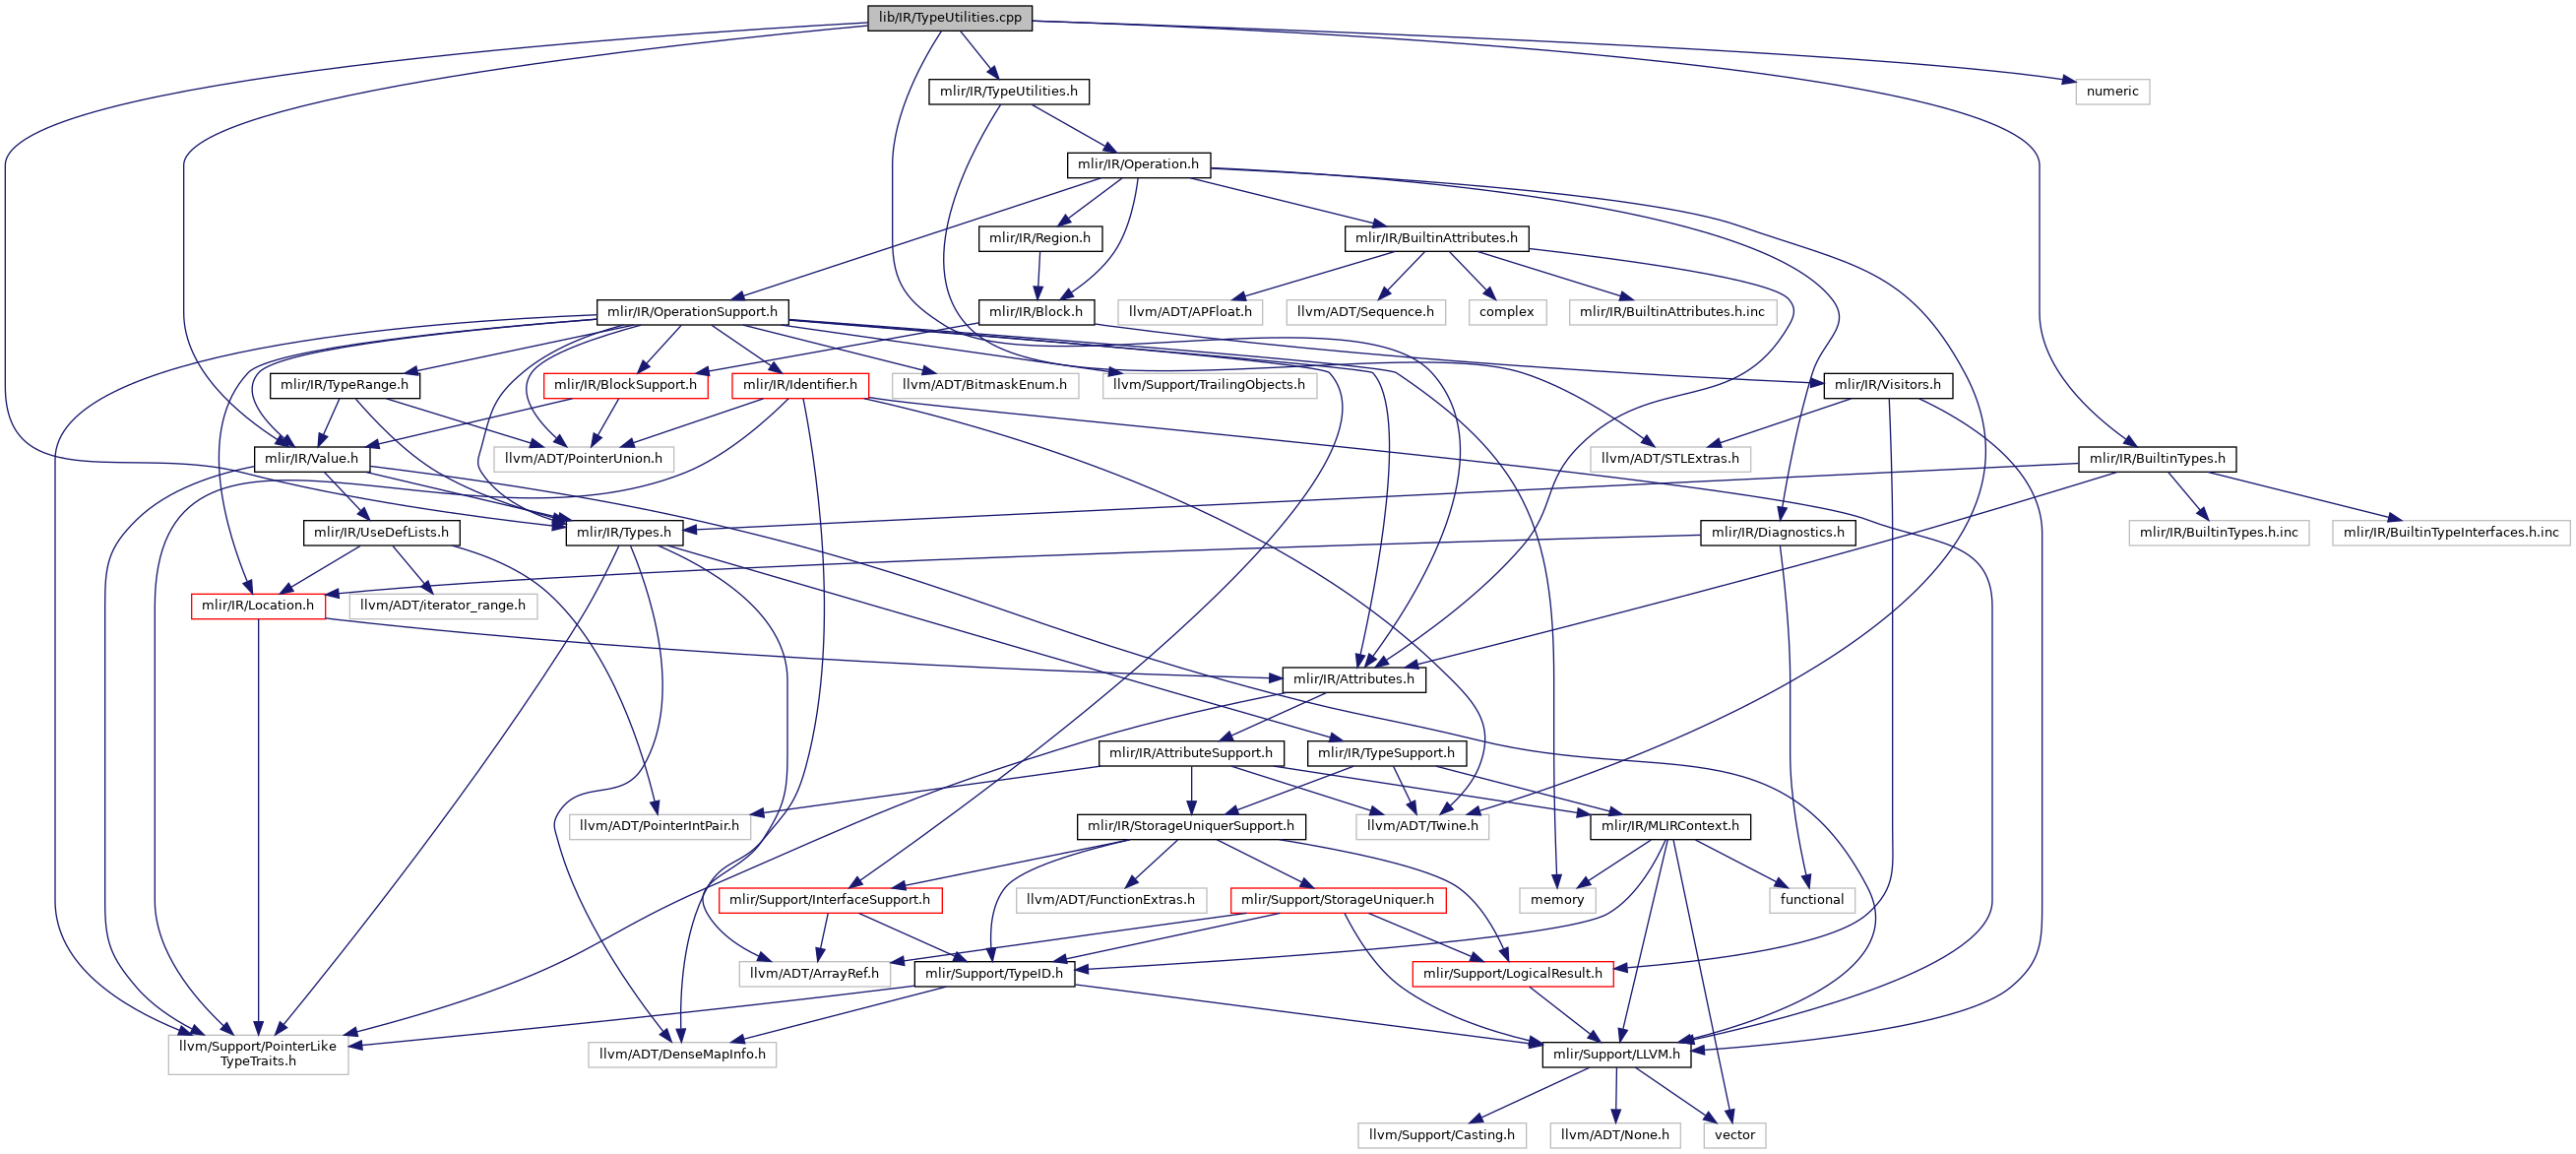 lib/IR/TypeUtilities.cpp
mlir/IR/TypeUtilities.h
numeric
mlir/IR/Operation.h
mlir/IR/Region.h
mlir/IR/BuiltinAttributes.h
mlir/IR/OperationSupport.h
mlir/IR/Block.h
llvm/ADT/APFloat.h
llvm/ADT/Sequence.h
complex
mlir/IR/BuiltinAttributes.h.inc
mlir/IR/TypeRange.h
mlir/IR/BlockSupport.h
mlir/IR/Identifier.h
llvm/ADT/BitmaskEnum.h
llvm/Support/TrailingObjects.h
mlir/IR/Visitors.h
mlir/IR/Value.h
llvm/ADT/PointerUnion.h
llvm/ADT/STLExtras.h
mlir/IR/BuiltinTypes.h
mlir/IR/UseDefLists.h
mlir/IR/Types.h
mlir/IR/Diagnostics.h
mlir/IR/BuiltinTypes.h.inc
mlir/IR/BuiltinTypeInterfaces.h.inc
mlir/IR/Location.h
llvm/ADT/iterator_range.h
mlir/IR/Attributes.h
mlir/IR/AttributeSupport.h
mlir/IR/TypeSupport.h
llvm/ADT/PointerIntPair.h
mlir/IR/StorageUniquerSupport.h
llvm/ADT/Twine.h
mlir/IR/MLIRContext.h
mlir/Support/InterfaceSupport.h
llvm/ADT/FunctionExtras.h
mlir/Support/StorageUniquer.h
memory
functional
llvm/ADT/ArrayRef.h
mlir/Support/TypeID.h
mlir/Support/LogicalResult.h
llvm/Support/PointerLike
TypeTraits.h
llvm/ADT/DenseMapInfo.h
mlir/Support/LLVM.h
llvm/Support/Casting.h
llvm/ADT/None.h
vector